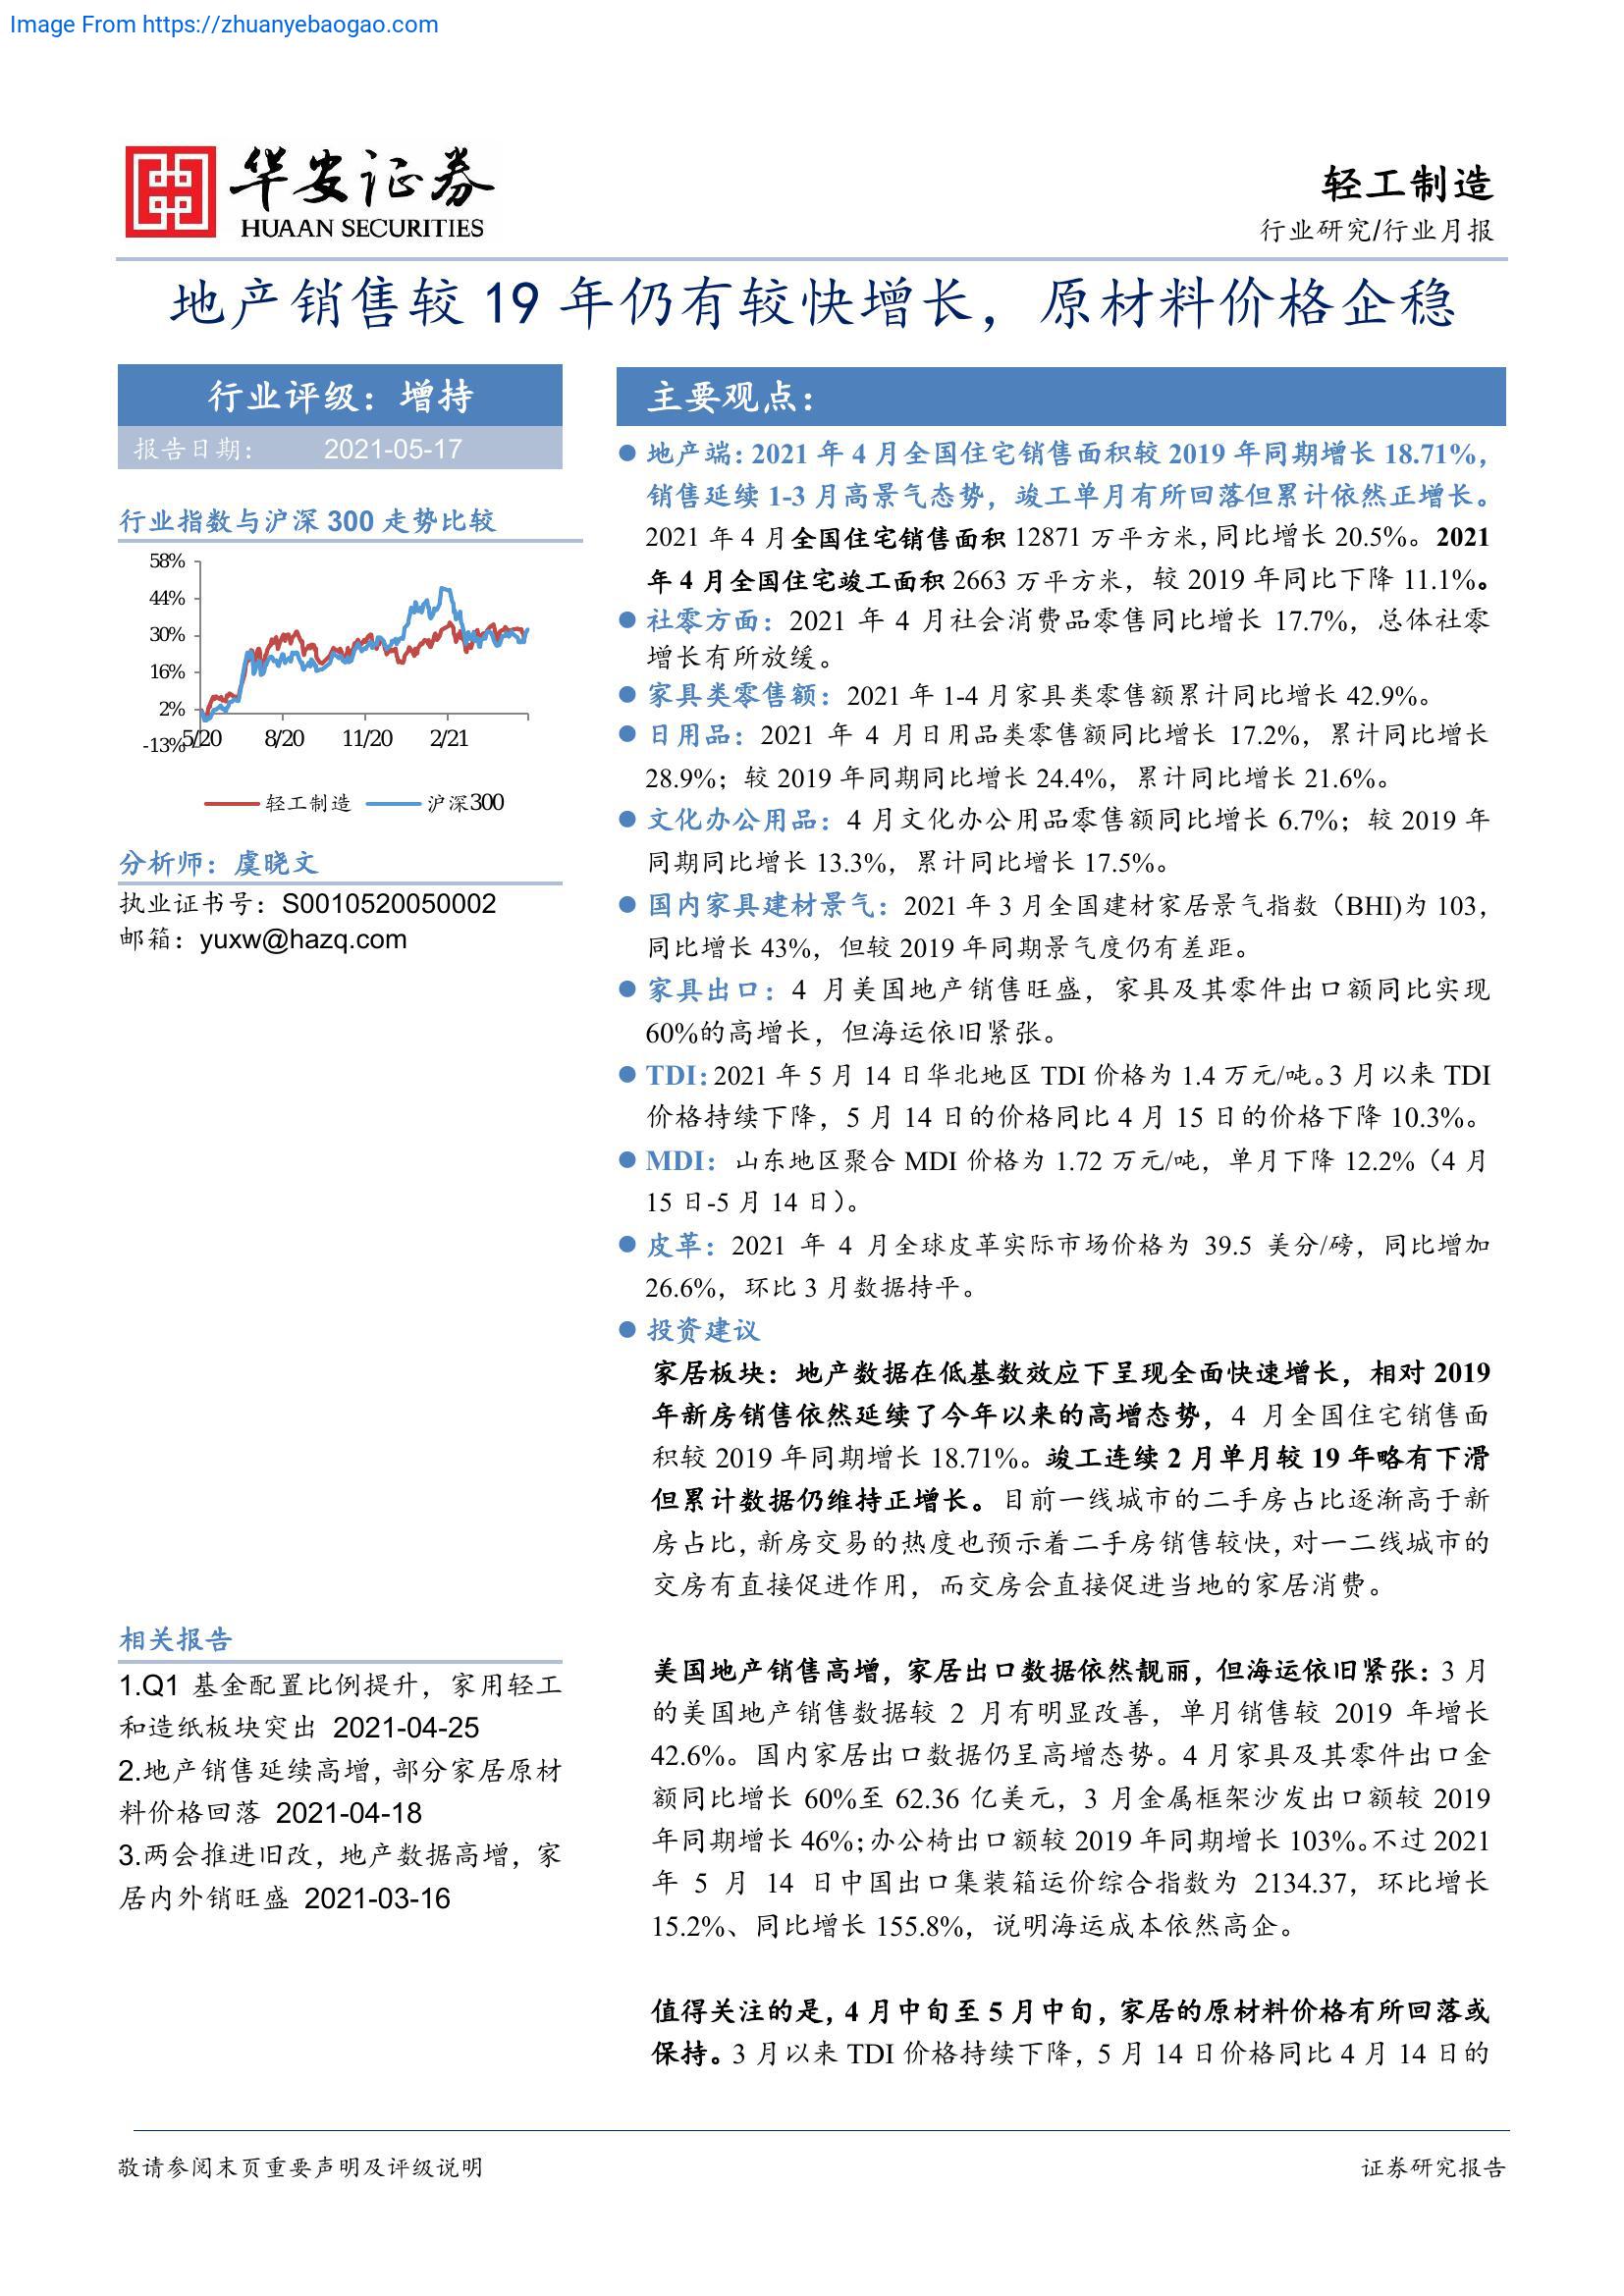 Image From https://zhuanyebaogao.com
华安证券
HUAAN SECURITIES
轻工制造
行业研究/行业月报
地产销售较 19 年仍有较快增长，原材料价格企稳
行业评级：增持
报告日期： 2021-05-17
行业指数与沪深 300 走势比较
58%
44%
30%
16%
2%
-13%
5/20 8/20 11/20 2/21
轻工制造 沪深300
分析师：虞晓文
执业证书号：S0010520050002
邮箱：yuxw@hazq.com
相关报告
1.Q1 基金配置比例提升，家用轻工
和造纸板块突出 2021-04-25
2.地产销售延续高增，部分家居原材
料价格回落 2021-04-18
3.两会推进旧改，地产数据高增，家
居内外销旺盛 2021-03-16
主要观点：
● 地产端：2021 年 4 月全国住宅销售面积较 2019 年同期增长 18.71%，
销售延续 1-3 月高景气态势，竣工单月有所回落但累计依然正增长。
2021 年 4 月全国住宅销售面积 12871 万平方米，同比增长 20.5%。2021
年 4 月全国住宅竣工面积 2663 万平方米，较 2019 年同比下降 11.1%。
● 社零方面：2021 年 4 月社会消费品零售同比增长 17.7%，总体社零
增长有所放缓。
● 家具类零售额：2021 年 1-4 月家具类零售额累计同比增长 42.9%。
● 日用品：2021 年 4 月日用品类零售额同比增长 17.2%，累计同比增长
28.9%；较 2019 年同期同比增长 24.4%，累计同比增长 21.6%。
● 文化办公用品：4 月文化办公用品零售额同比增长 6.7%；较 2019 年
同期同比增长 13.3%，累计同比增长 17.5%。
● 国内家具建材景气：2021 年 3 月全国建材家居景气指数（BHI)为 103，
同比增长 43%，但较 2019 年同期景气度仍有差距。
● 家具出口：4 月美国地产销售旺盛，家具及其零件出口额同比实现
60%的高增长，但海运依旧紧张。
● TDI：2021 年 5 月 14 日华北地区 TDI 价格为 1.4 万元/吨。3 月以来 TDI
价格持续下降，5 月 14 日的价格同比 4 月 15 日的价格下降 10.3%。
● MDI：山东地区聚合 MDI 价格为 1.72 万元/吨，单月下降 12.2%（4 月
15 日-5 月 14 日）。
● 皮革：2021 年 4 月全球皮革实际市场价格为 39.5 美分/磅，同比增加
26.6%，环比 3 月数据持平。
● 投资建议
家居板块：地产数据在低基数效应下呈现全面快速增长，相对 2019
年新房销售依然延续了今年以来的高增态势，4 月全国住宅销售面
积较 2019 年同期增长 18.71%。竣工连续 2 月单月较 19 年略有下滑
但累计数据仍维持正增长。目前一线城市的二手房占比逐渐高于新
房占比，新房交易的热度也预示着二手房销售较快，对一二线城市的
交房有直接促进作用，而交房会直接促进当地的家居消费。
美国地产销售高增，家居出口数据依然靓丽，但海运依旧紧张：3 月
的美国地产销售数据较 2 月有明显改善，单月销售较 2019 年增长
42.6%。国内家居出口数据仍呈高增态势。4 月家具及其零件出口金
额同比增长 60%至 62.36 亿美元，3 月金属框架沙发出口额较 2019
年同期增长 46%；办公椅出口额较 2019 年同期增长 103%。不过 2021
年 5 月 14 日中国出口集装箱运价综合指数为 2134.37，环比增长
15.2%、同比增长 155.8%，说明海运成本依然高企。
值得关注的是，4 月中旬至 5 月中旬，家居的原材料价格有所回落或
保持。3 月以来 TDI 价格持续下降，5 月 14 日价格同比 4 月 14 日的
敬请参阅末页重要声明及评级说明
证券研究报告